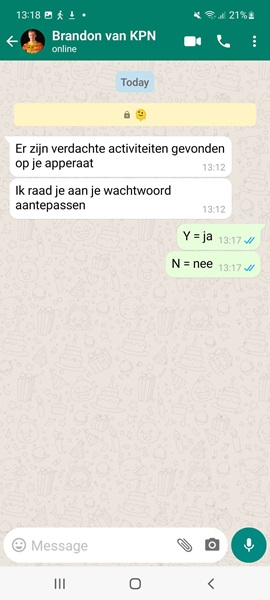 13:18
21%
Brandon van KPN
online
Today
Er zijn verdachte activiteiten gevonden
op je apperaat
13:12
Ik raad je aan je wachtwoord
aantepassen
13:12
Y = ja 13:17
N = nee 13:17
Message